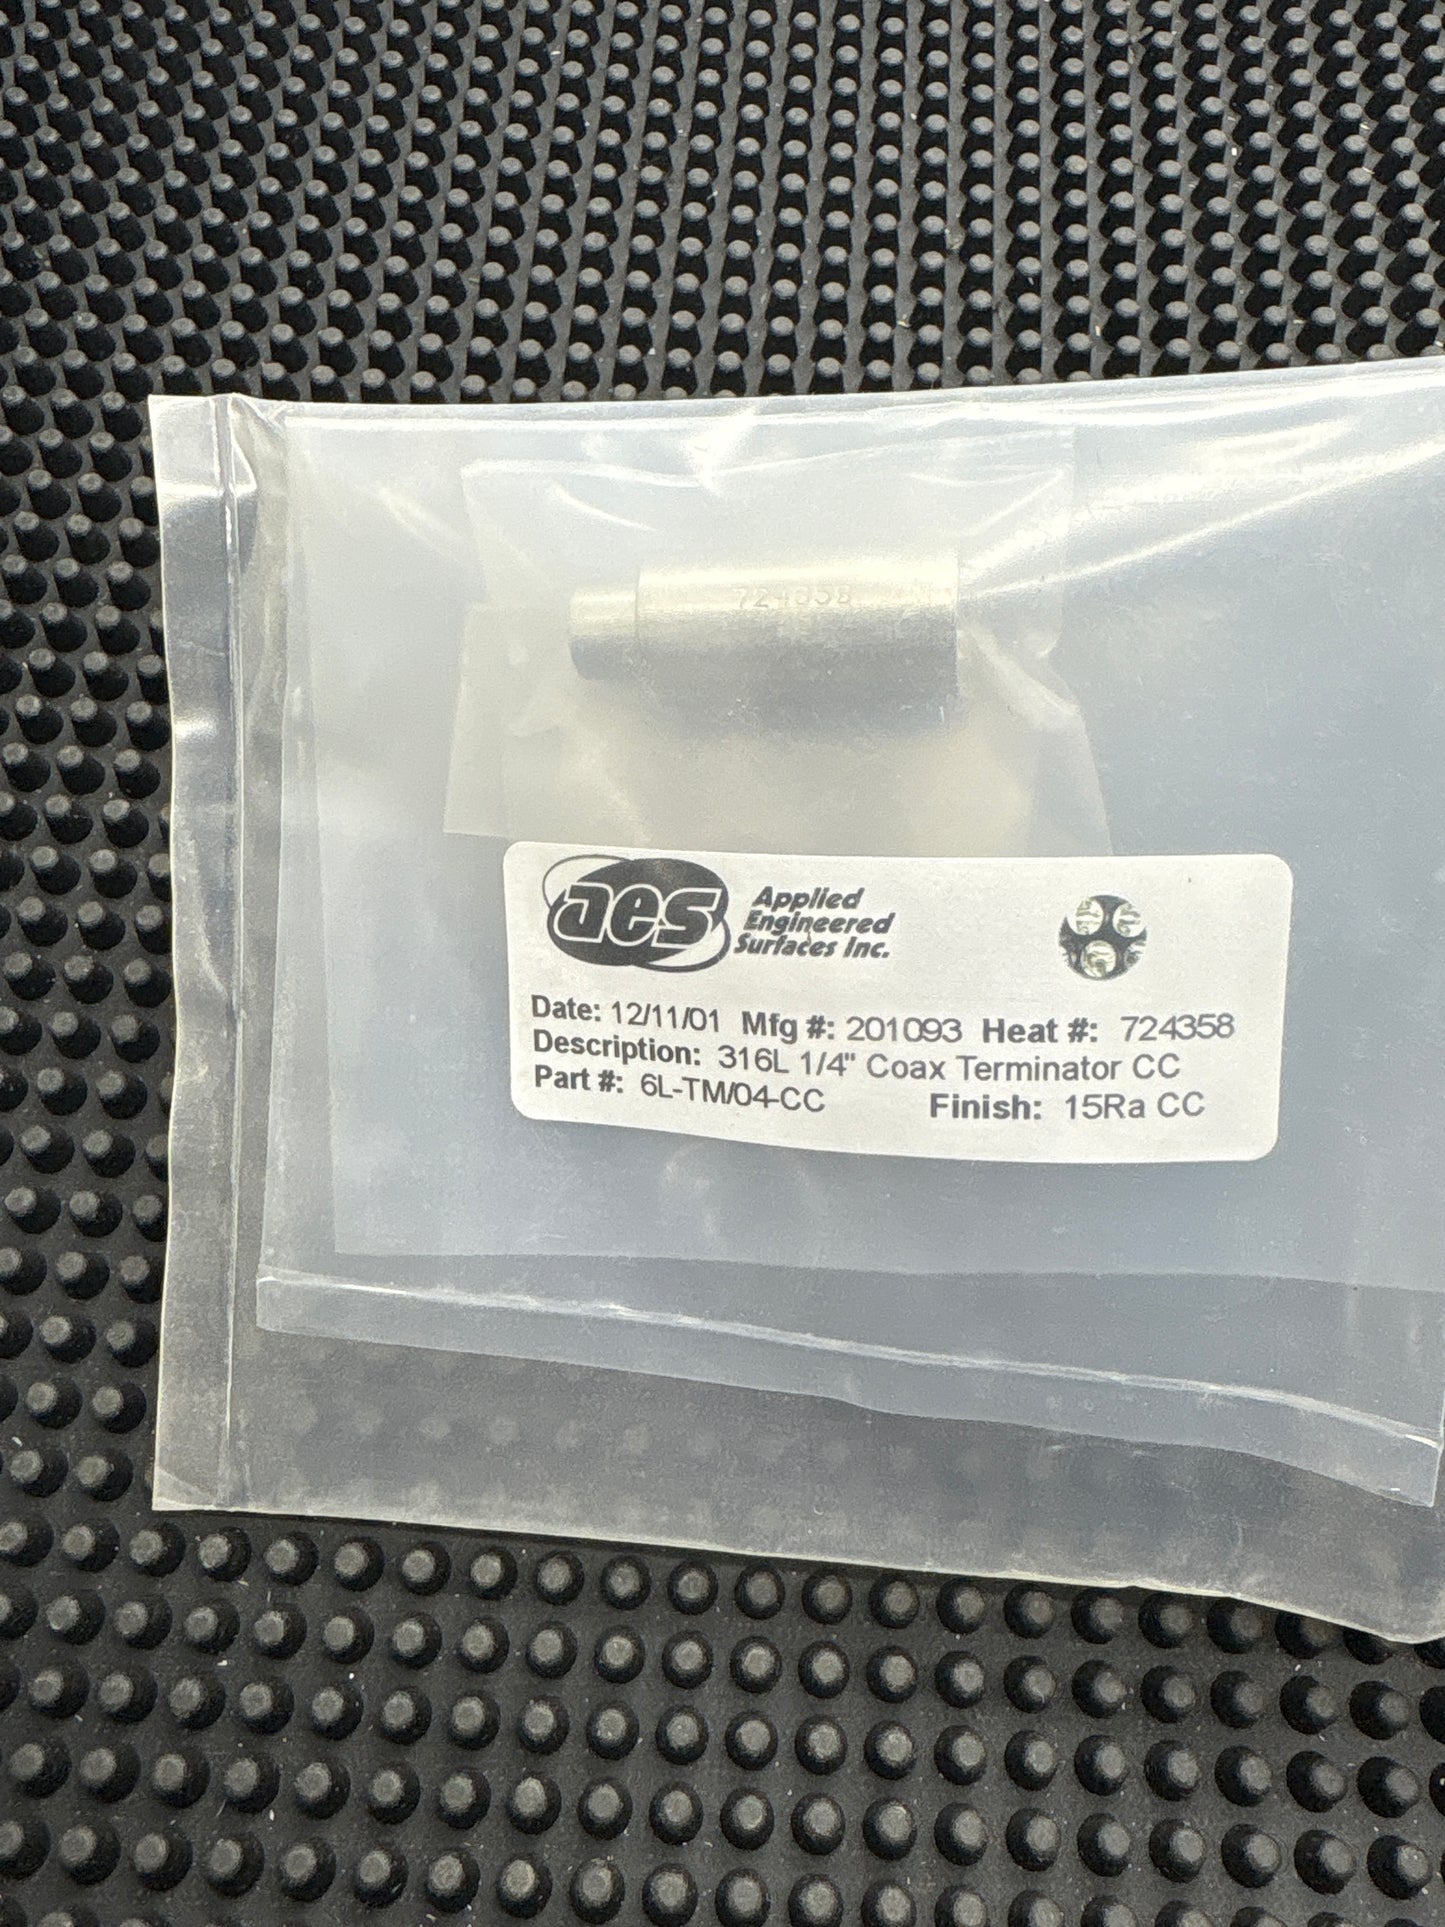 724358
aes
Applied
Engineered
Surfaces Inc.
Date: 12/11/01 Mfg #: 201093 Heat #: 724358
Description: 316L 1/4" Coax Terminator CC
Part #: 6L-TM/04-CC Finish: 15Ra CC